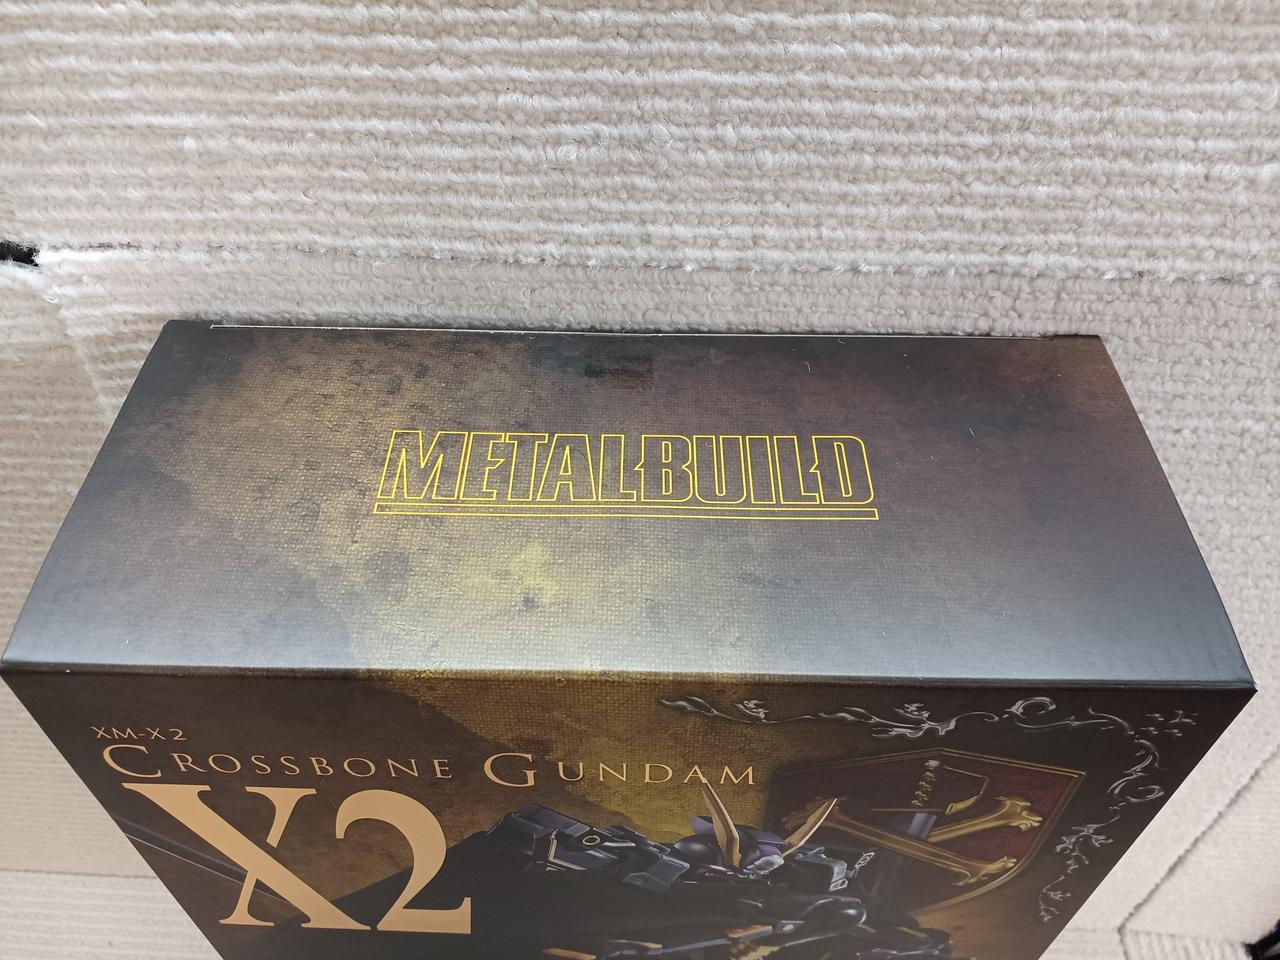 METALBUILD
XM-X2
CROSSBONE GUNDAM
X2